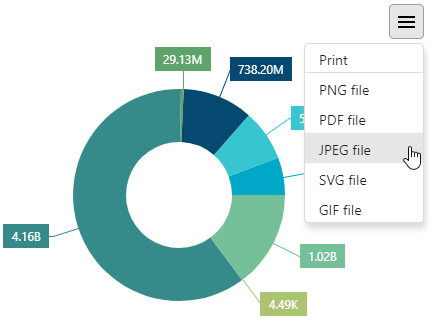 29.13M
738.20M
Print
PNG file
PDF file
JPEG file
SVG file
GIF file
4.16B
1.02B
4.49K